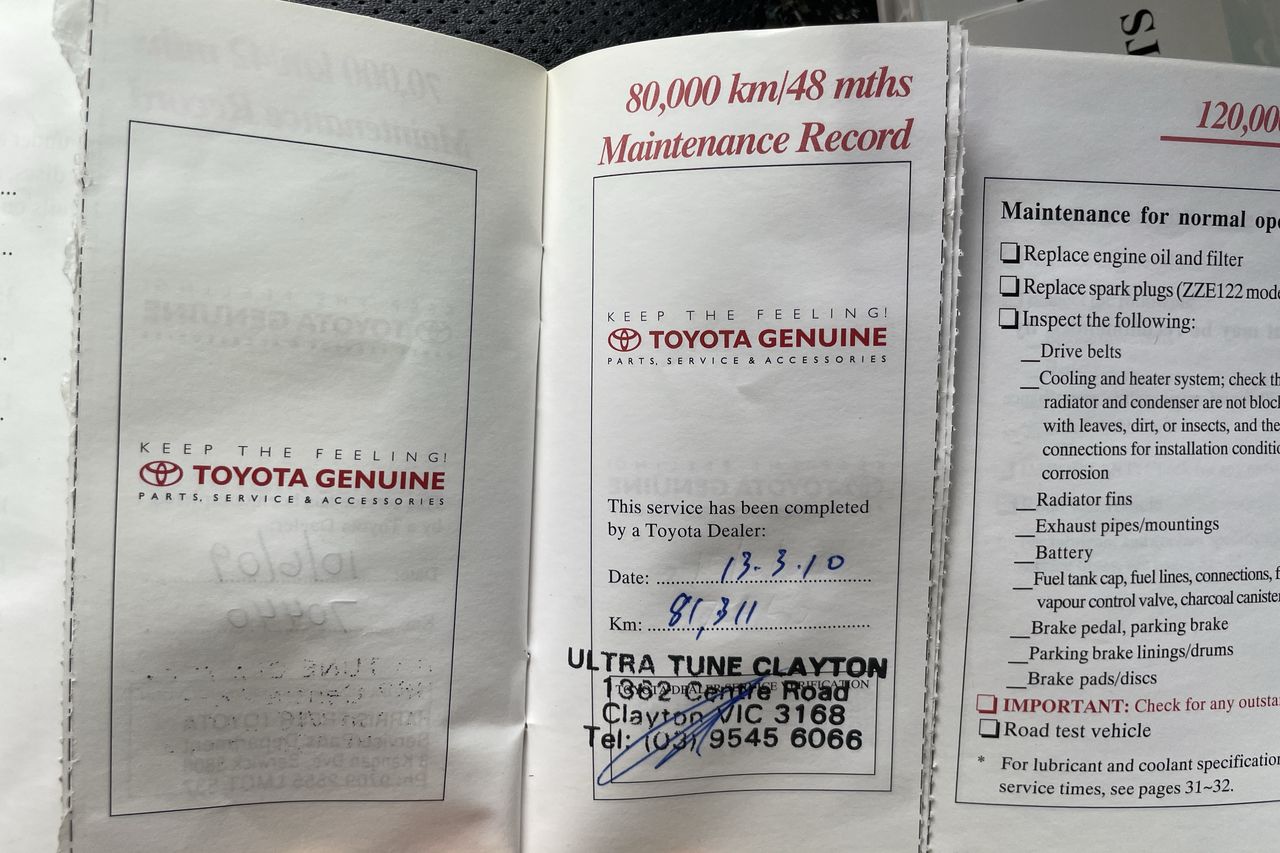 KEEP THE FEELING!
TOYOTA GENUINE
PARTS, SERVICE & ACCESSORIES
80,000 km/48 mths
Maintenance Record
KEEP THE FEELING!
TOYOTA GENUINE
PARTS, SERVICE & ACCESSORIES
This service has been completed
by a Toyota Dealer:
Date: 13.3.10
Km: 81,311
ULTRA TUNE CLAYTON
TOYOTA DEALER SERVICE VERIFICATION
1362 Centre Road
Clayton VIC 3168
Tel: (03) 9545 6066
120,00
Maintenance for normal ope
Replace engine oil and filter
Replace spark plugs (ZZE122 mode
Inspect the following:
Drive belts
Cooling and heater system; check th
radiator and condenser are not block
with leaves, dirt, or insects, and the
connections for installation conditio
corrosion
Radiator fins
Exhaust pipes/mountings
Battery
Fuel tank cap, fuel lines, connections, f
vapour control valve, charcoal caniste
Brake pedal, parking brake
Parking brake linings/drums
Brake pads/discs
IMPORTANT: Check for any outsta
Road test vehicle
* For lubricant and coolant specification
service times, see pages 31~32.